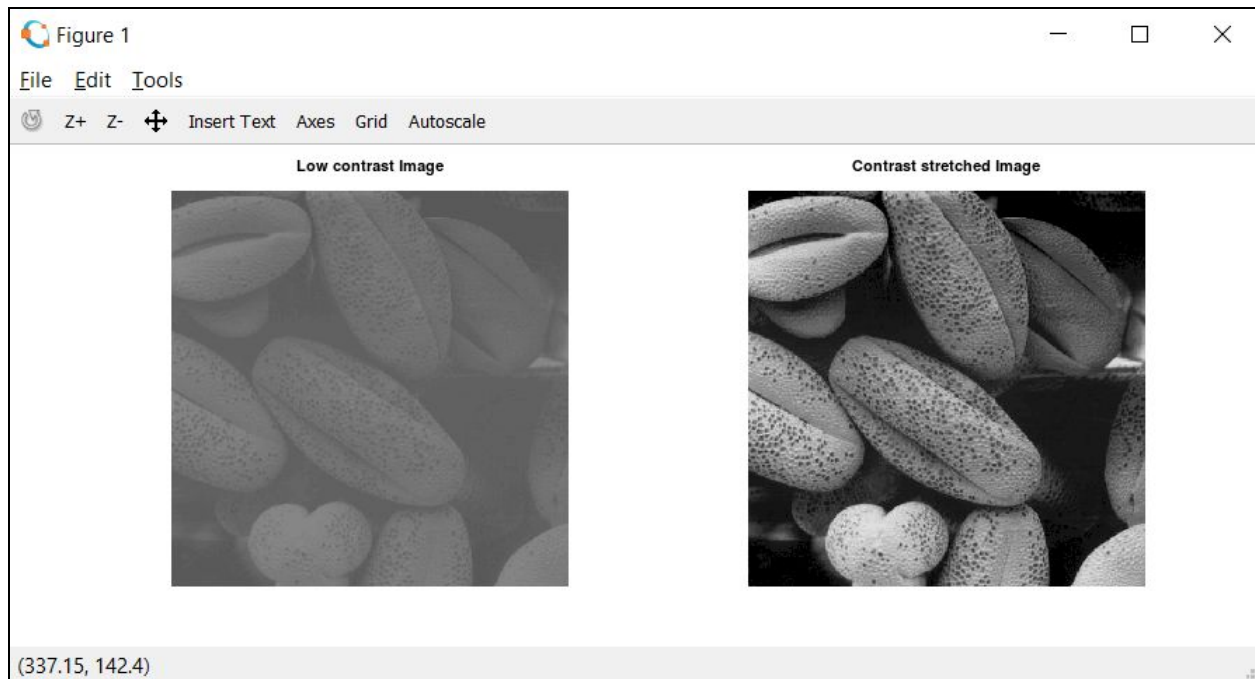 Figure 1
File Edit Tools
Z+ Z- Insert Text Axes Grid Autoscale
Low contrast Image Contrast stretched Image
(337.15, 142.4)